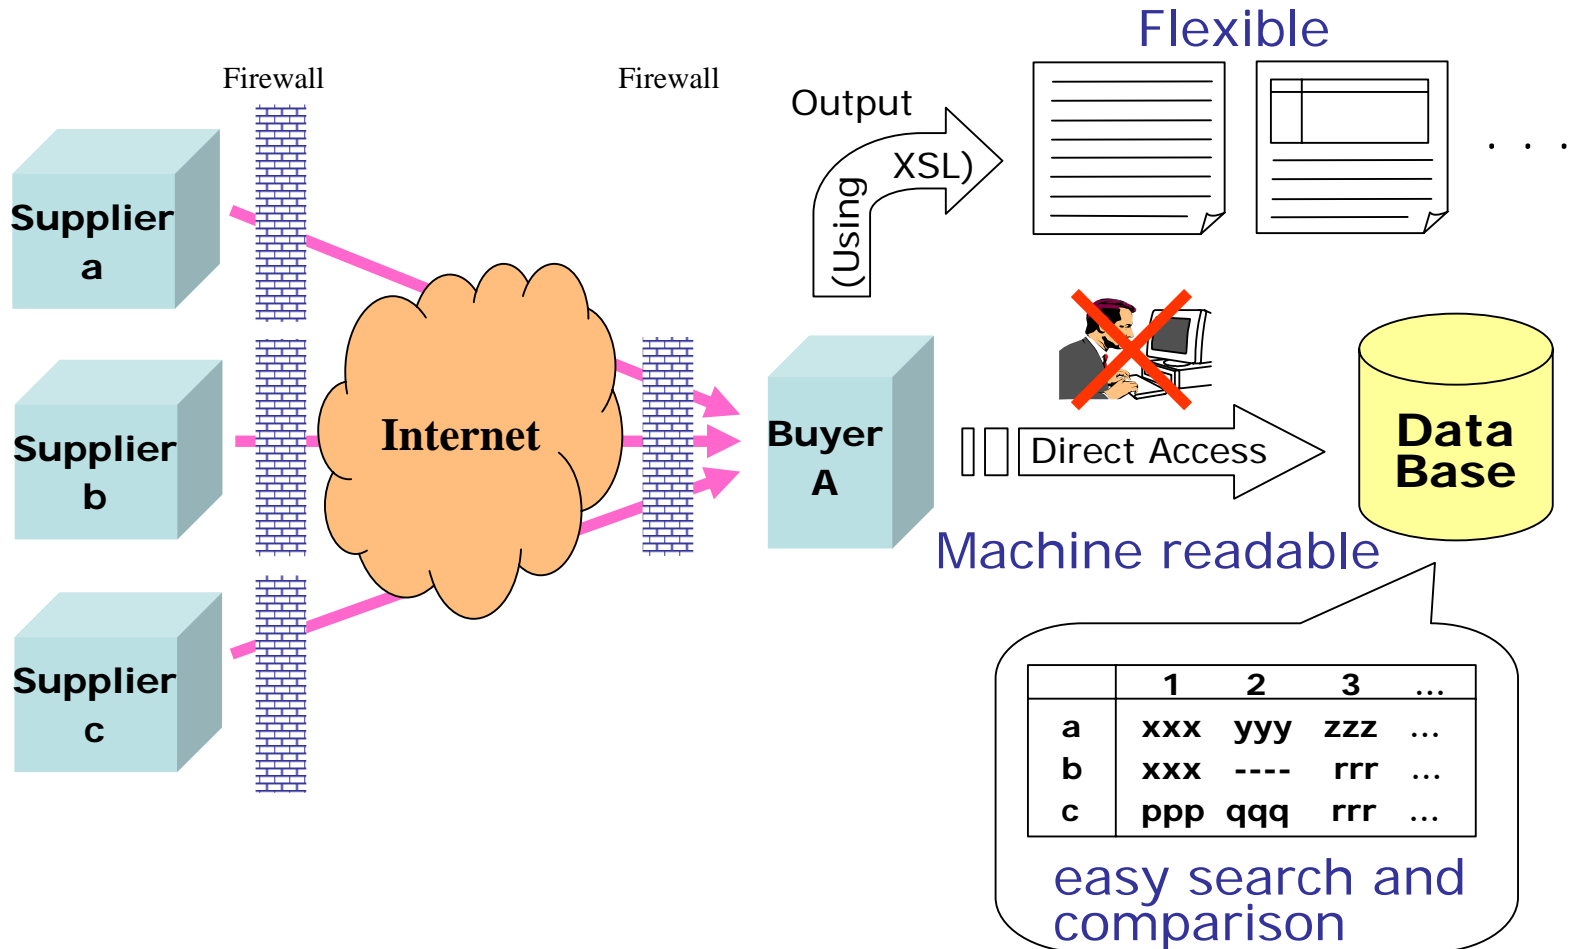 Flexible
Firewall
Firewall
Output
(Using
XSL)
. . .
Supplier
a
Supplier
b
Supplier
c
Internet
Buyer
A
Direct Access
Data
Base
Machine readable
1 2 3 ...
a xxx yyy zzz ...
b xxx ---- rrr ...
c ppp qqq rrr ...
easy search and
comparison